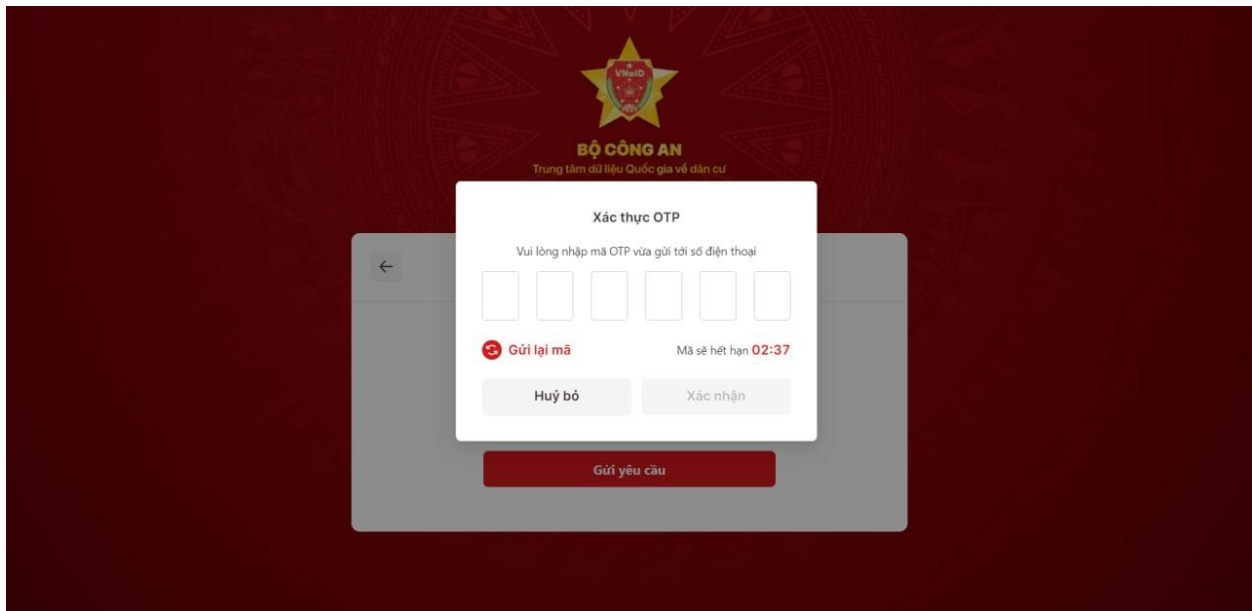 VNeID
BỘ CÔNG AN
Trung tâm dữ liệu Quốc gia về dân cư
Xác thực OTP
Vui lòng nhập mã OTP vừa gửi tới số điện thoại
Gửi lại mã
Mã sẽ hết hạn 02:37
Huỷ bỏ
Xác nhận
Gửi yêu cầu